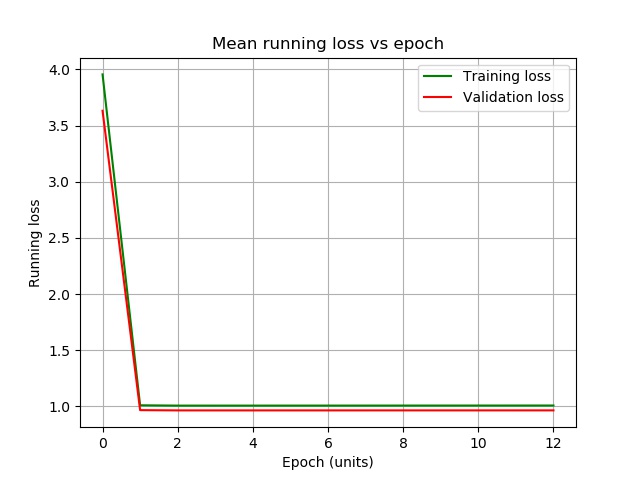 Mean running loss vs epoch
4.0
3.5
3.0
2.5
2.0
1.5
1.0
Running loss
Training loss
Validation loss
0 2 4 6 8 10 12
Epoch (units)